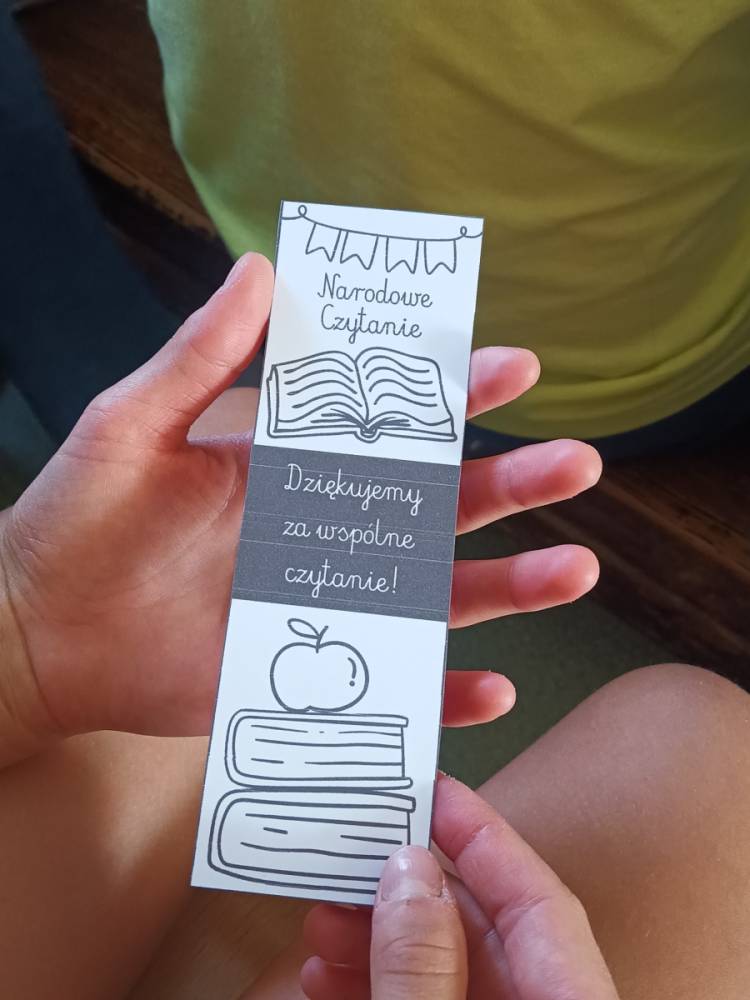 Narodowe
Czytanie
Dziękujemy
za wspólne
czytanie!